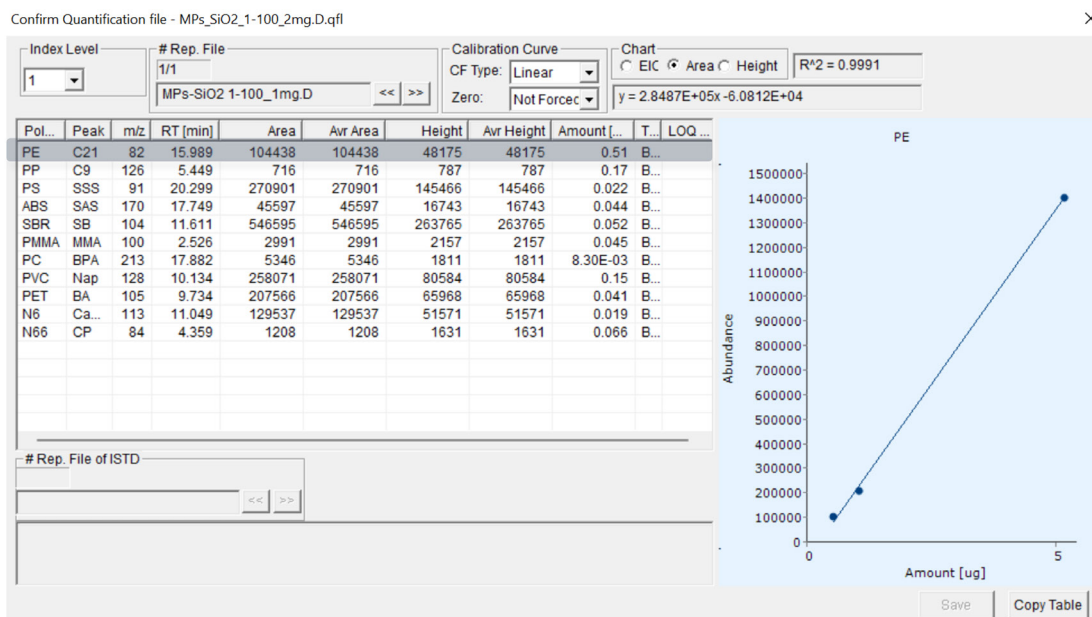 Confirm Quantification file - MPs_SiO2_1-100_2mg.D.qfl
Index Level
1
# Rep. File
1/1
MPs-SiO2 1-100_1mg.D
<< >>
Calibration Curve
CF Type: Linear
Zero: Not Forcec
Chart
EIC Area Height
R^2 = 0.9991
y = 2.8487E+05x -6.0812E+04
Pol... Peak m/z RT [min] Area Avr Area Height Avr Height Amount [... T... LOQ ...
PE C21 82 15.989 104438 104438 48175 48175 0.51 B...
PP C9 126 5.449 716 716 787 787 0.17 B...
PS SSS 91 20.299 270901 270901 145466 145466 0.022 B...
ABS SAS 170 17.749 45597 45597 16743 16743 0.044 B...
SBR SB 104 11.611 546595 546595 263765 263765 0.052 B...
PMMA MMA 100 2.526 2991 2991 2157 2157 0.045 B...
PC BPA 213 17.882 5346 5346 1811 1811 8.30E-03 B...
PVC Nap 128 10.134 258071 258071 80584 80584 0.15 B...
PET BA 105 9.734 207566 207566 65968 65968 0.041 B...
N6 Ca... 113 11.049 129537 129537 51571 51571 0.019 B...
N66 CP 84 4.359 1208 1208 1631 1631 0.066 B...
# Rep. File of ISTD
<< >>
PE
1500000
1400000
1300000
1200000
1100000
1000000
900000
800000
700000
600000
500000
400000
300000
200000
100000
0
Abundance
0 5
Amount [ug]
Save Copy Table